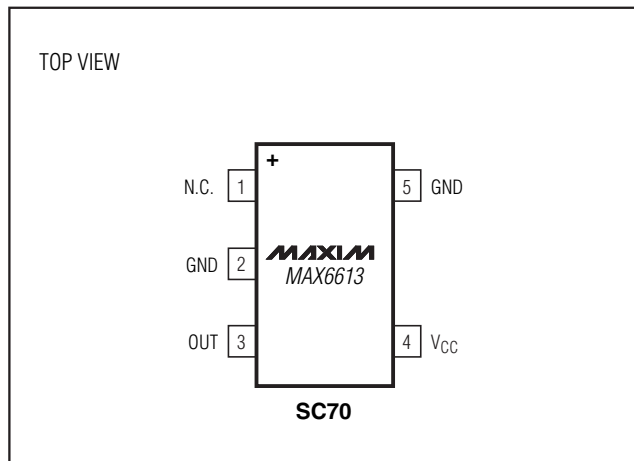 TOP VIEW
+
N.C. 1
5 GND
GND 2
MAXIM
MAX6613
OUT 3
4 VCC
SC70